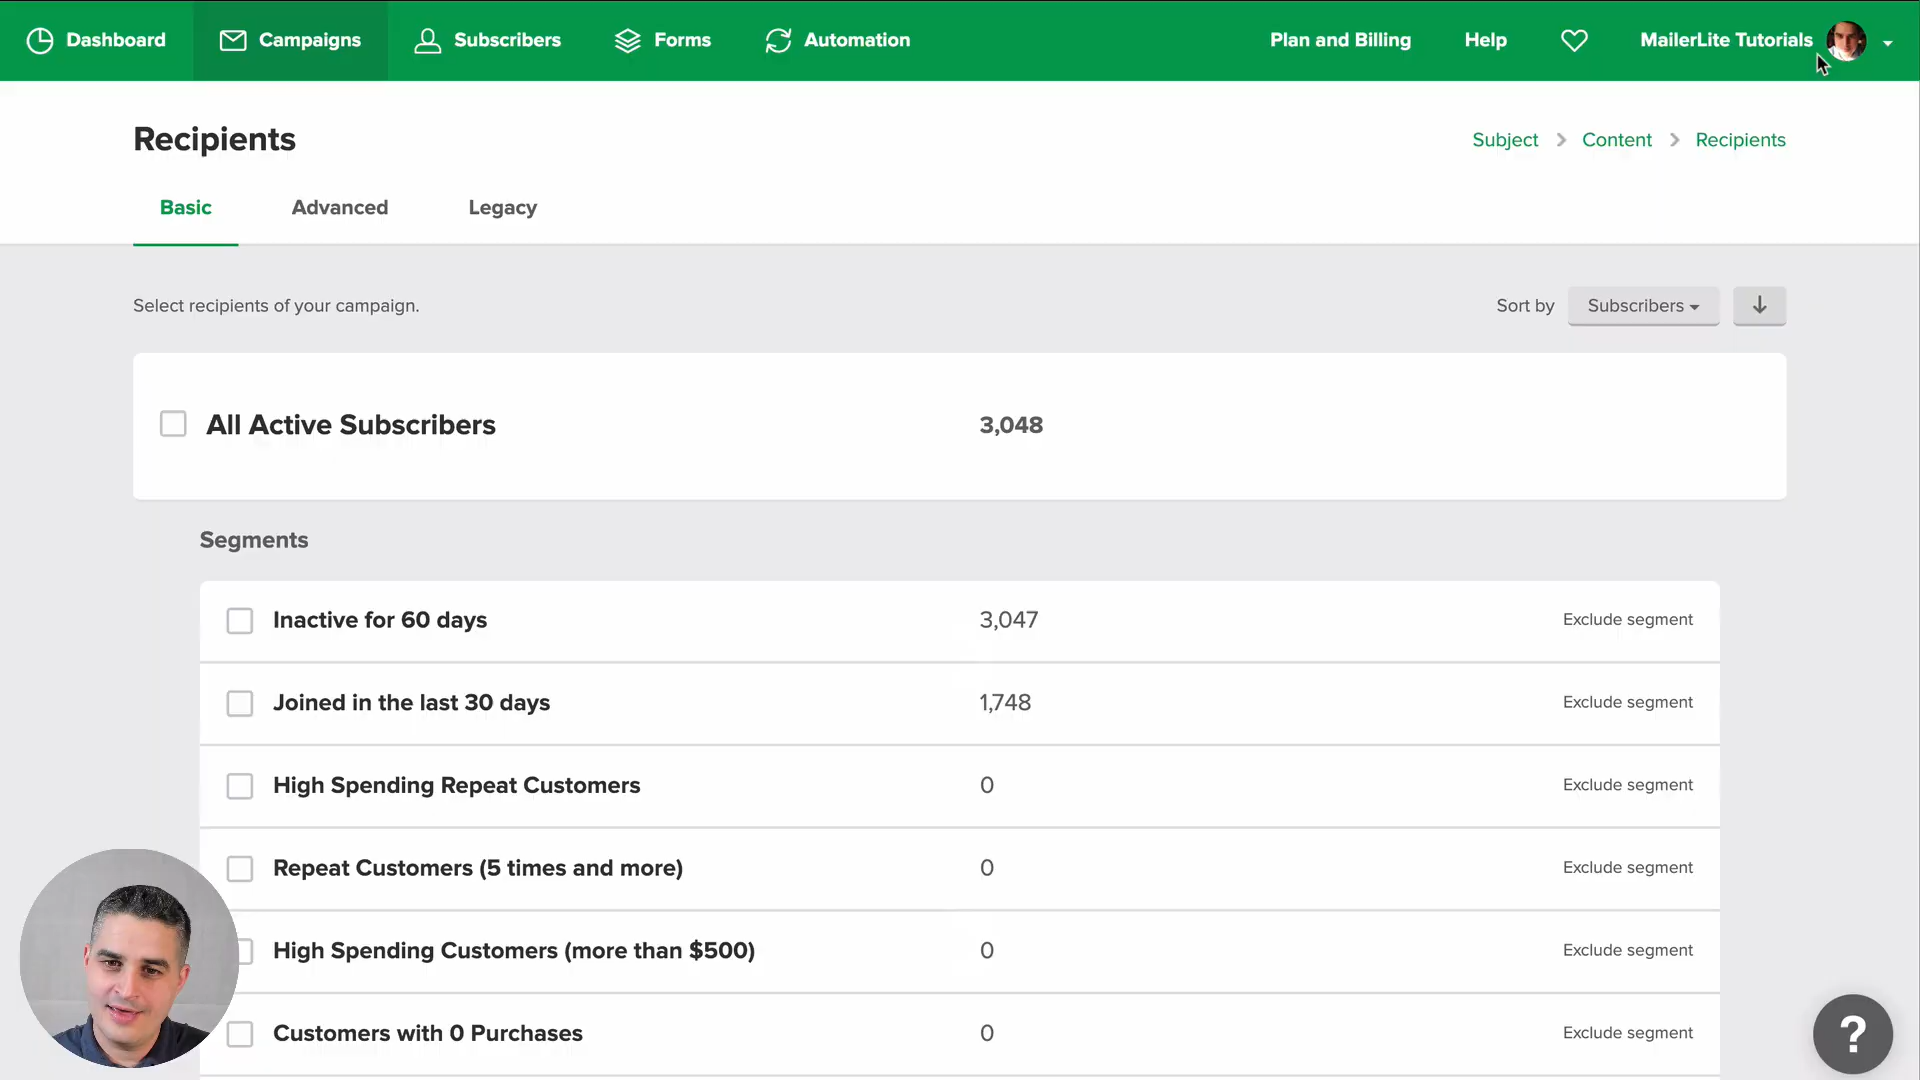 Dashboard
Campaigns
Subscribers
Forms
Automation
Plan and Billing
Help
MailerLite Tutorials
Recipients
Subject
Content
Recipients
Basic
Advanced
Legacy
Select recipients of your campaign.
Sort by
Subscribers
All Active Subscribers 3,048
Segments
Inactive for 60 days 3,047 Exclude segment
Joined in the last 30 days 1,748 Exclude segment
High Spending Repeat Customers 0 Exclude segment
Repeat Customers (5 times and more) 0 Exclude segment
High Spending Customers (more than $500) 0 Exclude segment
Customers with 0 Purchases 0 Exclude segment
?